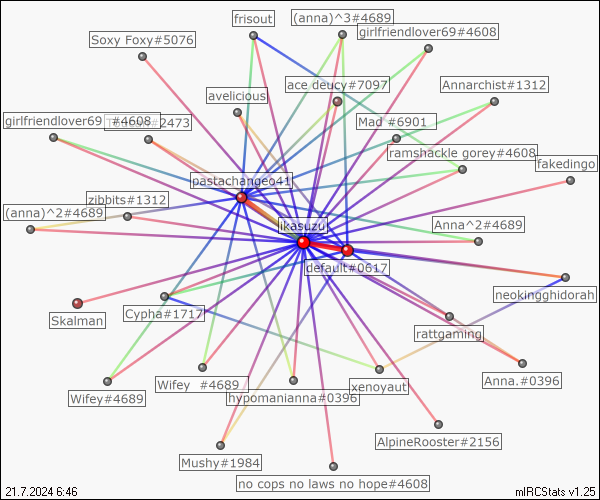 frisout
(anna)^3#4689
girlfriendlover69#4608
Soxy Foxy#5076
ace deucy#7097
Annarchist#1312
avelicious
girlfriendlover69 #4608
#2473
Mad #6901
ramshackle gorey#4608
fakedingo
pastachangeo41
zibbits#1312
(anna)^2#4689
ikasuzu
Anna^2#4689
default#0617
neokingghidorah
Skalman
Cypha#1717
rattgaming
Wifey#4689
Wifey #4689
hypomanianna#0396
xenoyaut
Anna.#0396
Mushy#1984
AlpineRooster#2156
no cops no laws no hope#4608
21.7.2024 6:46
mIRCStats v1.25